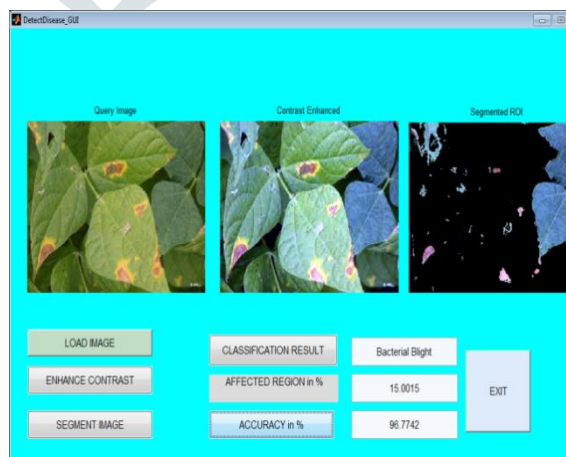 DetectDisease_GUI
Query Image
Contrast Enhanced
Segmented ROI
LOAD IMAGE
CLASSIFICATION RESULT
Bacterial Blight
ENHANCE CONTRAST
AFFECTED REGION in %
15.0015
EXIT
SEGMENT IMAGE
ACCURACY in %
96.7742